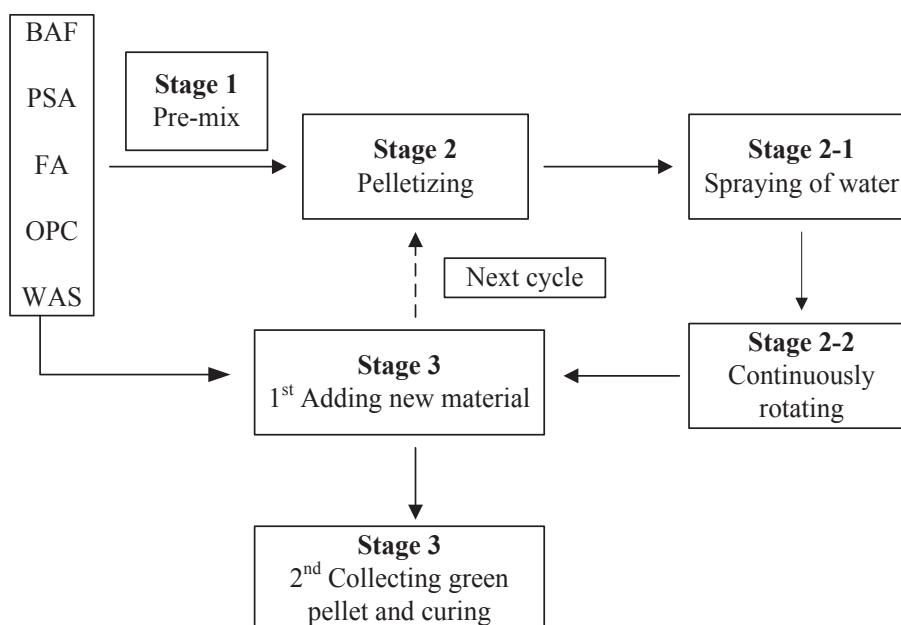 BAF
PSA
FA
OPC
WAS
Stage 1
Pre-mix
Stage 2
Pelletizing
Stage 2-1
Spraying of water
Next cycle
Stage 3
1st Adding new material
Stage 2-2
Continuously
rotating
Stage 3
2nd Collecting green
pellet and curing